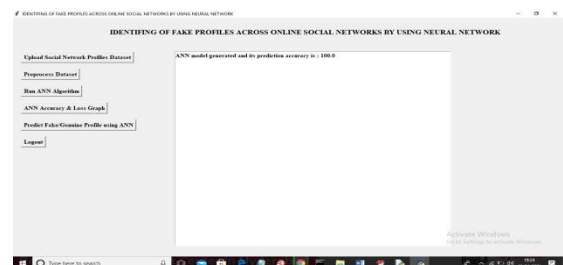 IDENTIFING OF FAKE PROFILES ACROSS ONLINE SOCIAL NETWORKS BY USING NEURAL NETWORK
IDENTIFING OF FAKE PROFILES ACROSS ONLINE SOCIAL NETWORKS BY USING NEURAL NETWORK
Upload Social Network Profiles Dataset
ANN model generated and its prediction accuracy is : 100.0
Preprocess Dataset
Run ANN Algorithm
ANN Accuracy & Loss Graph
Predict Fake/Genuine Profile using ANN
Logout
Activate Windows
Go to Settings to activate Windows.
Type here to search